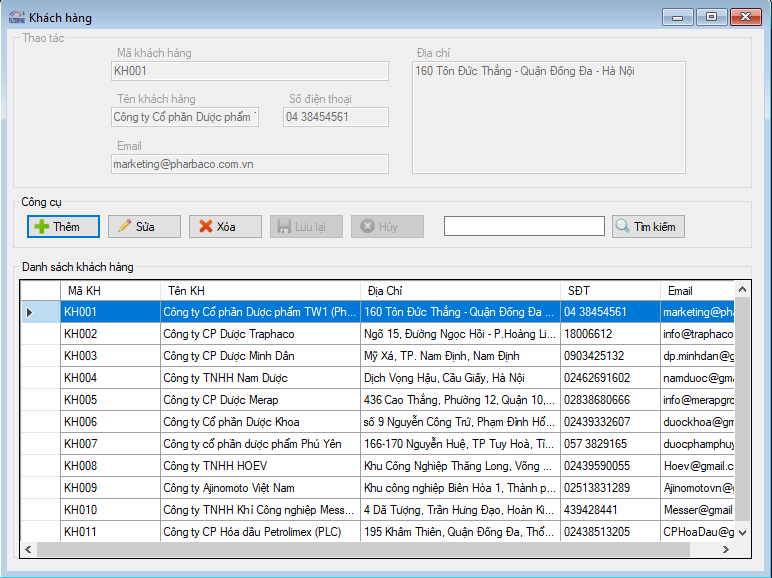 Khách hàng
Thao tác
Mã khách hàng
Địa chỉ
KH001
160 Tôn Đức Thắng - Quận Đống Đa - Hà Nội
Tên khách hàng
Số điện thoại
Công ty Cổ phần Dược phẩm
04 38454561
Email
marketing@pharbaco.com.vn
Công cụ
Thêm
Sửa
Xóa
Lưu lại
Hủy
Tìm kiếm
Danh sách khách hàng
Mã KH Tên KH Địa Chỉ SĐT Email
KH001 Công ty Cổ phần Dược phẩm TW1 (Ph... 160 Tôn Đức Thắng - Quận Đống Đa ... 04 38454561 marketing@pha
KH002 Công ty CP Dược Traphaco Ngõ 15, Đường Ngọc Hồi - P.Hoàng Li... 18006612 info@traphaco
KH003 Công ty CP Dược Minh Dân Mỹ Xá, TP. Nam Định, Nam Định 0903425132 dp.minhdan@g
KH004 Công ty TNHH Nam Dược Dịch Vọng Hậu, Cầu Giấy, Hà Nội 02462691602 namduoc@gma
KH005 Công ty CP Dược Merap 436 Cao Thắng, Phường 12, Quận 10,... 02838680666 info@merapgro
KH006 Công ty Cổ phần Dược Khoa số 9 Nguyễn Công Trứ, Phạm Đình Hổ... 02439332607 duockhoa@gm
KH007 Công ty cổ phần dược phẩm Phú Yên 166-170 Nguyễn Huệ, TP Tuy Hoà, Tỉ... 057 3829165 duocphamphuy
KH008 Công ty TNHH HOEV Khu Công Nghiệp Thăng Long, Võng ... 02439590055 Hoev@gmail.c
KH009 Công ty Ajinomoto Việt Nam Khu công nghiệp Biên Hòa 1, Thành p... 02513831289 Ajinomotovn@g
KH010 Công ty TNHH Khí Công nghiệp Mess... 4 Dã Tượng, Trần Hưng Đạo, Hoàn Ki... 439428441 Messer@gmail
KH011 Công ty CP Hóa dầu Petrolimex (PLC) 195 Khâm Thiên, Quận Đống Đa, Thổ... 02438513205 CPHoaDau@g